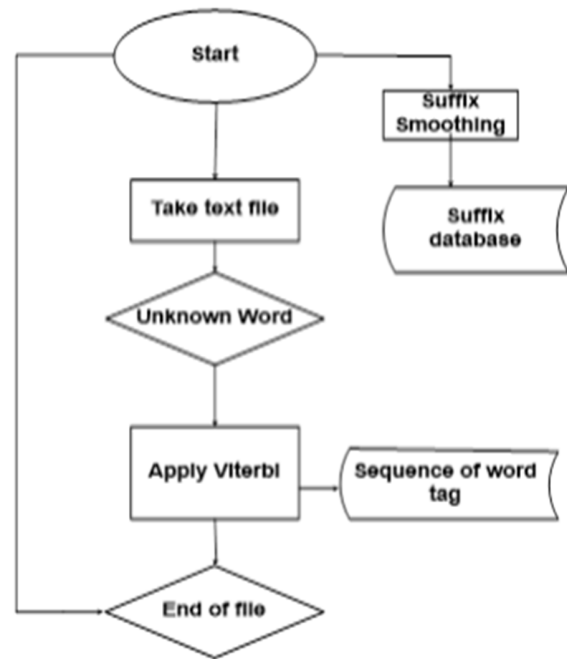 Start
Suffix
Smoothing
Take text file
Suffix
database
Unknown Word
Apply Viterbi
Sequence of word
tag
End of file